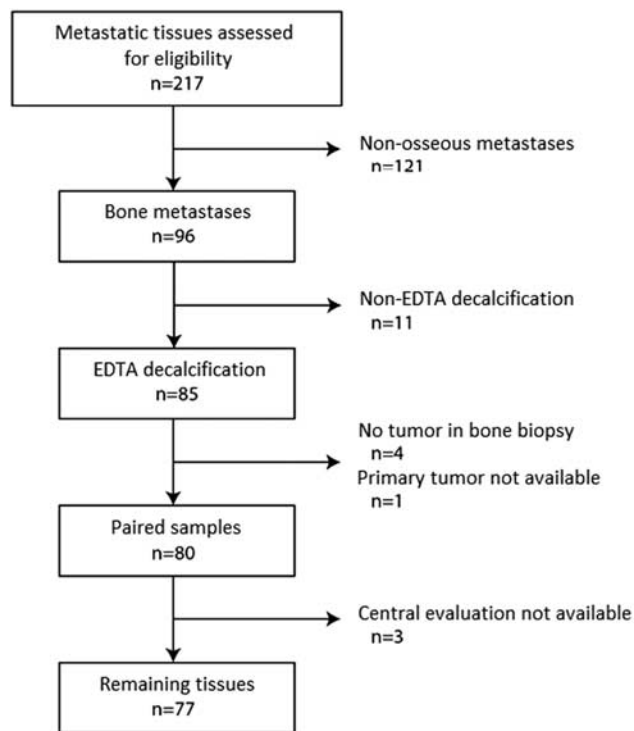 Metastatic tissues assessed
for eligibility
n=217
Non-osseous metastases
n=121
Bone metastases
n=96
Non-EDTA decalcification
n=11
EDTA decalcification
n=85
No tumor in bone biopsy
n=4
Primary tumor not available
n=1
Paired samples
n=80
Central evaluation not available
n=3
Remaining tissues
n=77